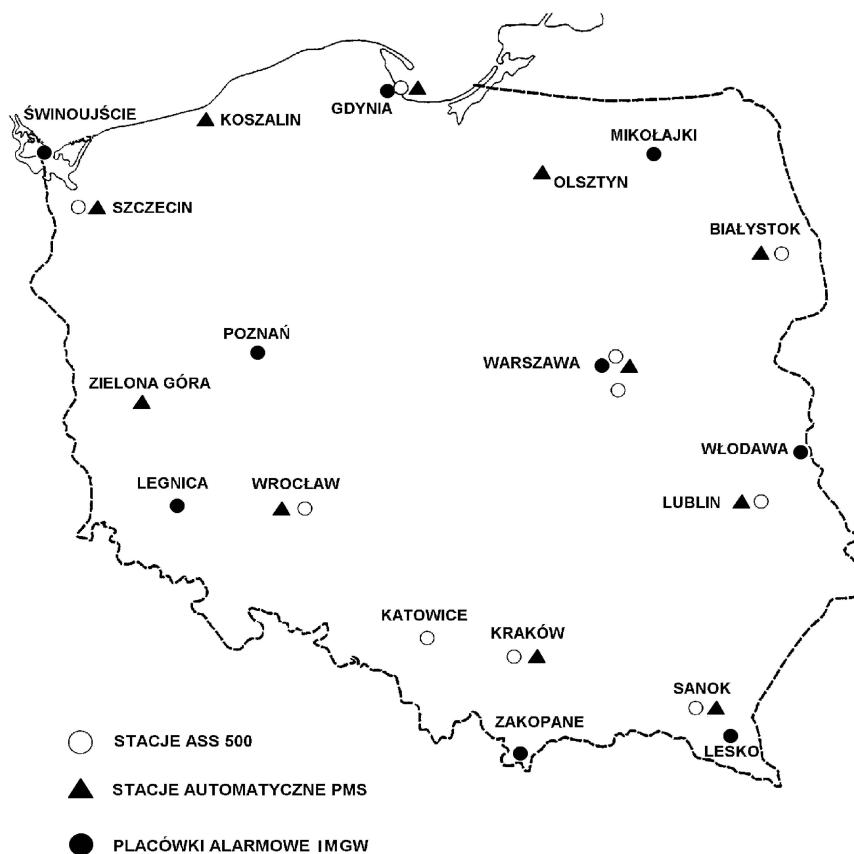 ŚWINOUJŚCIE
KOSZALIN
GDYNIA
MIKOŁAJKI
OLSZTYN
SZCZECIN
BIAŁYSTOK
POZNAŃ
WARSZAWA
ZIELONA GÓRA
WŁODAWA
LEGNICA
WROCŁAW
LUBLIN
KATOWICE
KRAKÓW
SANOK
ZAKOPANE
LESKO
STACJE ASS 500
STACJE AUTOMATYCZNE PMS
PLACÓWKI ALARMOWE IMGW